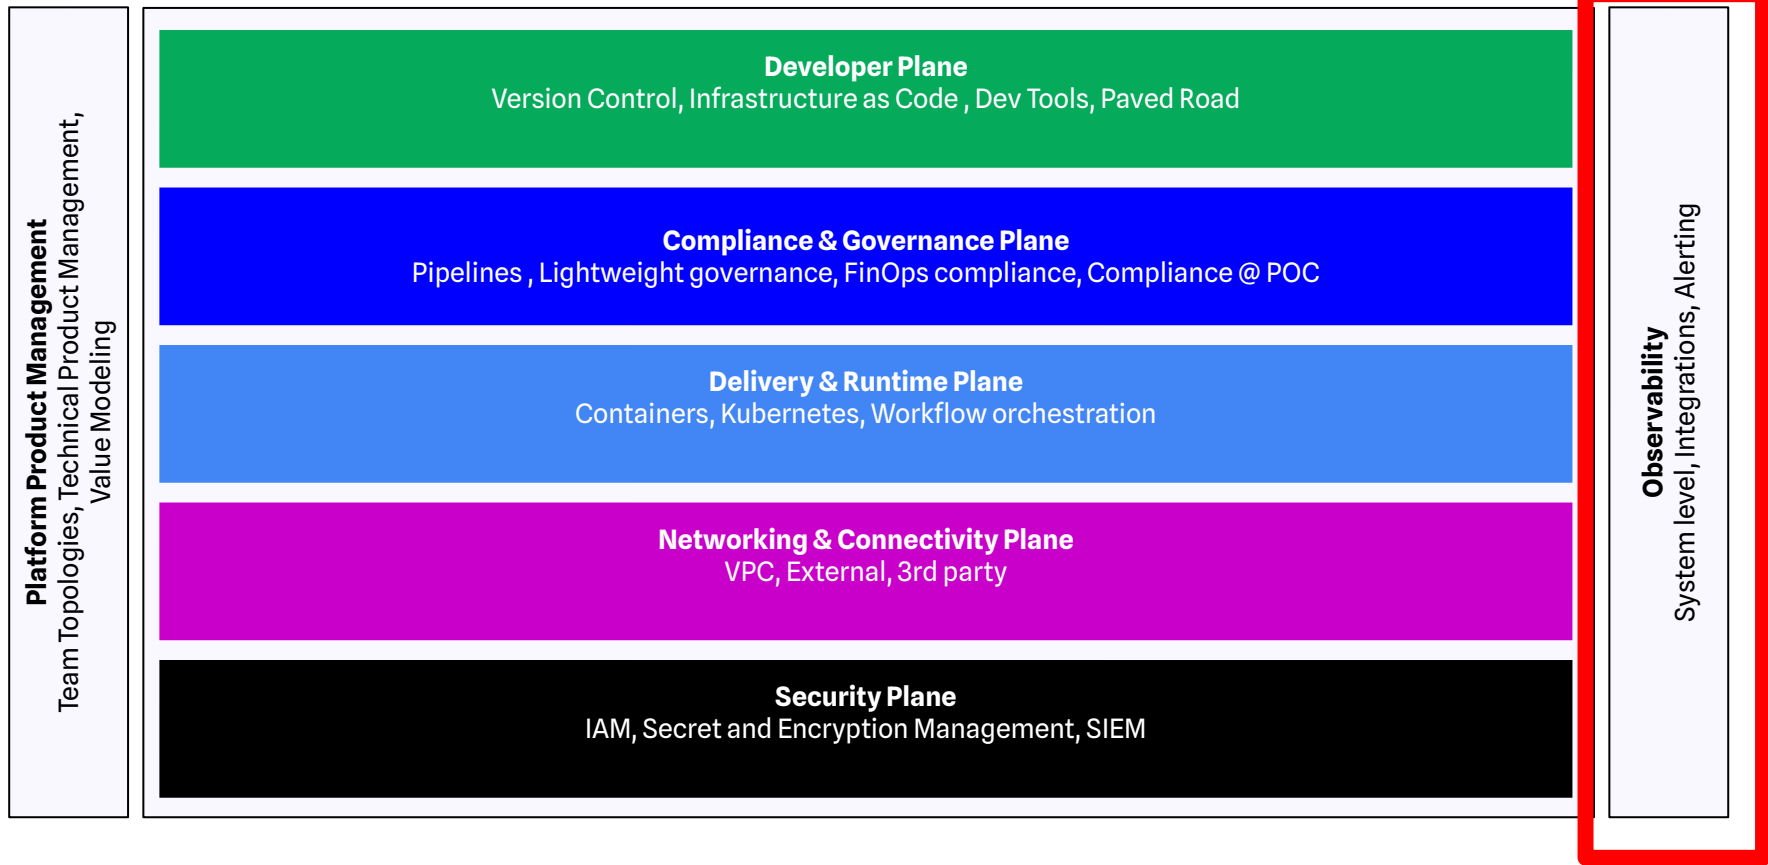 Platform Product Management
Team Topologies, Technical Product Management,
Value Modeling
Developer Plane
Version Control, Infrastructure as Code , Dev Tools, Paved Road
Compliance & Governance Plane
Pipelines , Lightweight governance, FinOps compliance, Compliance @ POC
Delivery & Runtime Plane
Containers, Kubernetes, Workflow orchestration
Networking & Connectivity Plane
VPC, External, 3rd party
Security Plane
IAM, Secret and Encryption Management, SIEM
Observability
System level, Integrations, Alerting